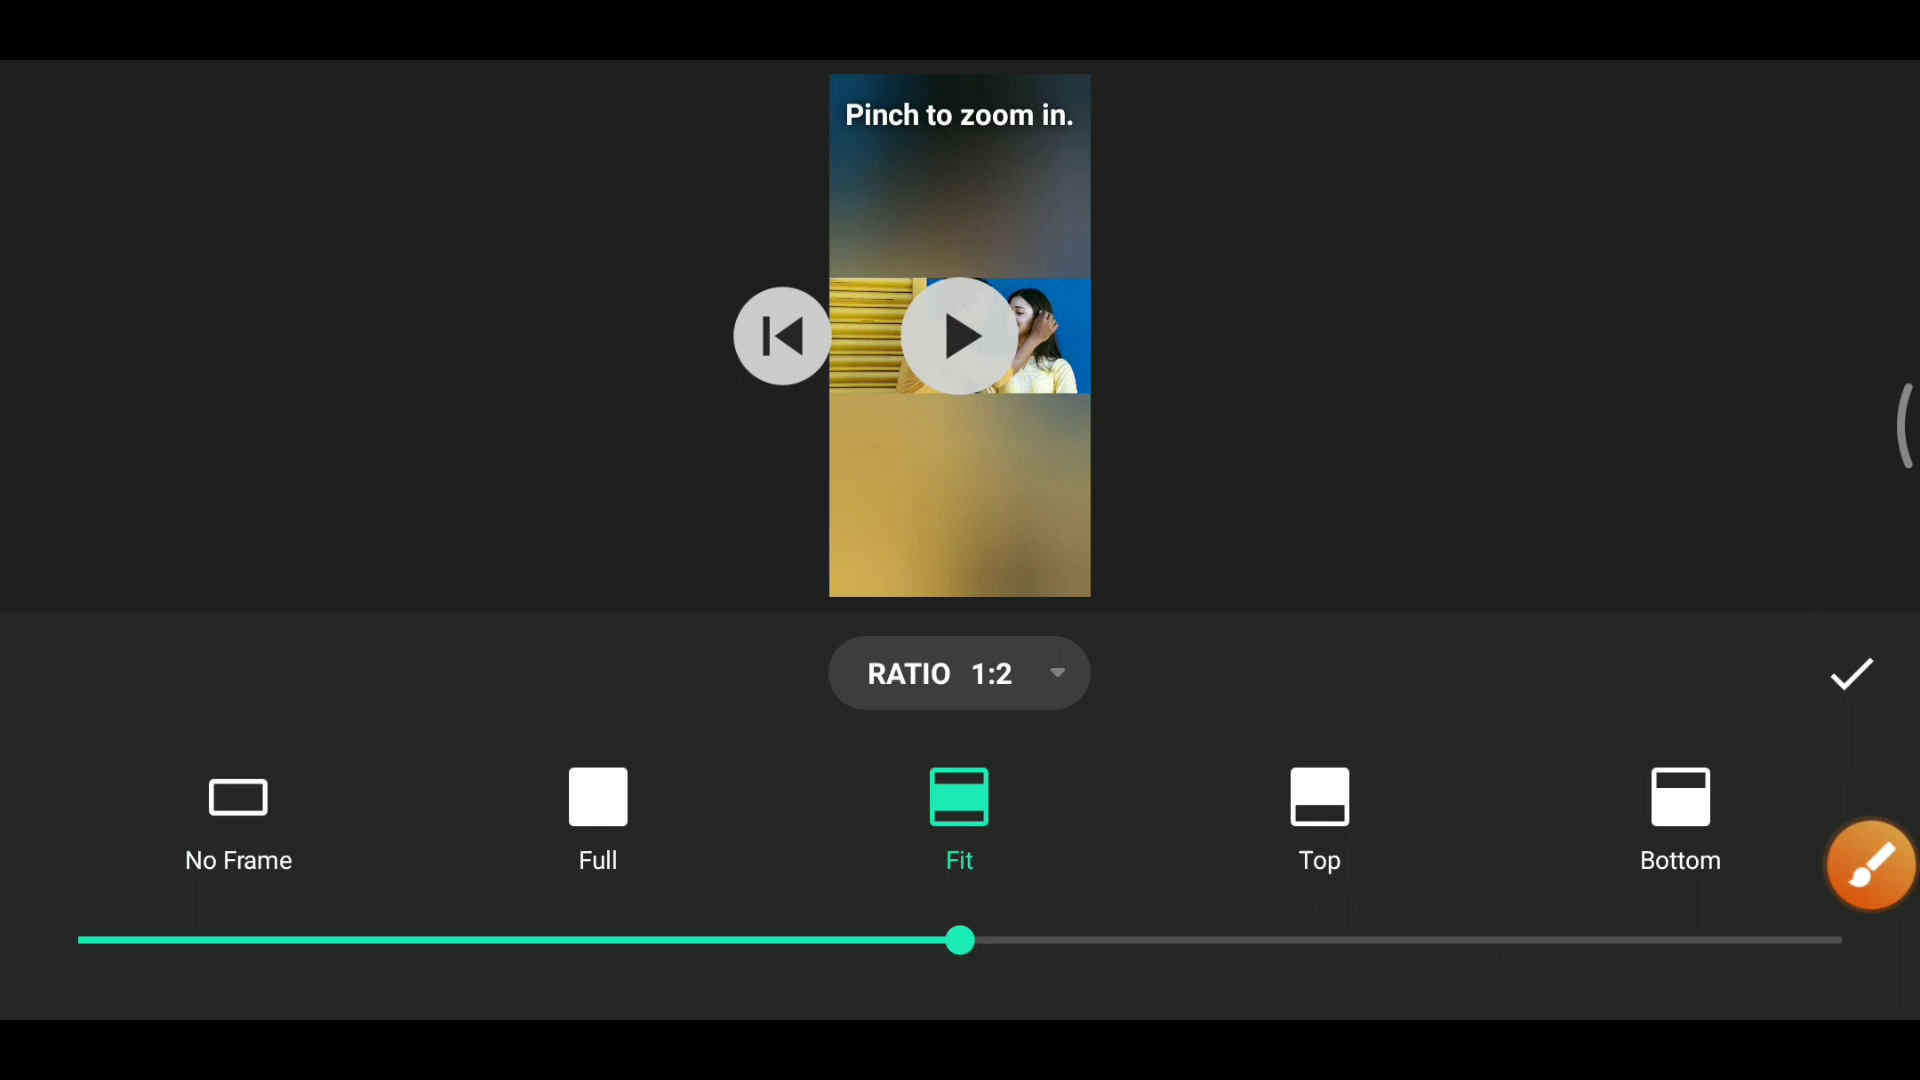 Pinch to zoom in.
RATIO 1:2
No Frame
Full
Fit
Top
Bottom